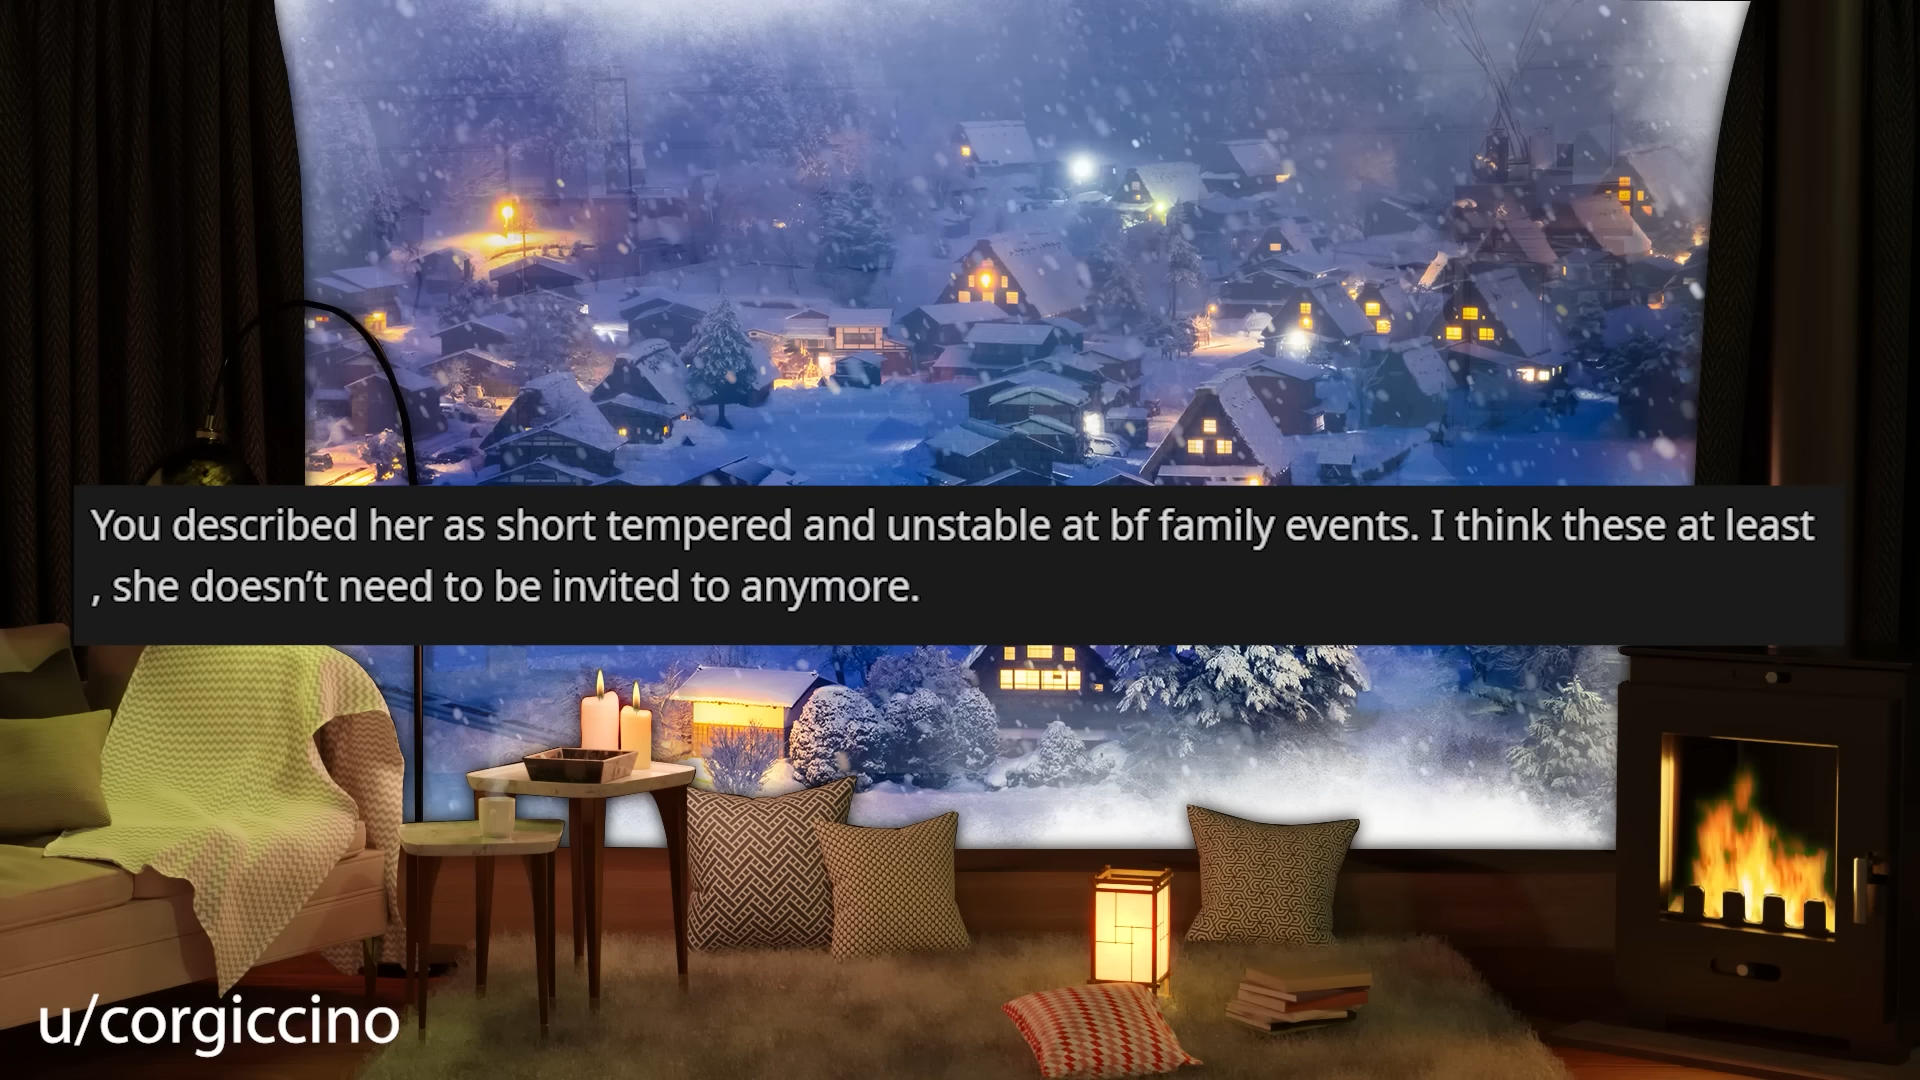 You described her as short tempered and unstable at bf family events. I think these at least
, she doesn’t need to be invited to anymore.
u/corgiccino